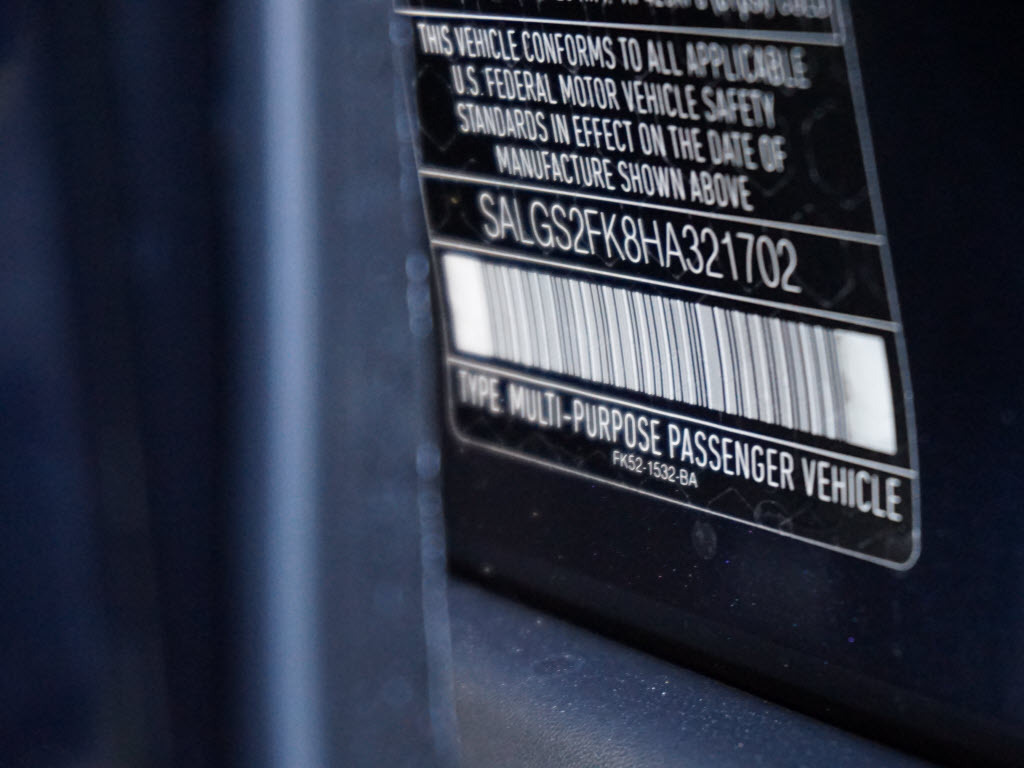 THIS VEHICLE CONFORMS TO ALL APPLICABLE
U.S. FEDERAL MOTOR VEHICLE SAFETY
STANDARDS IN EFFECT ON THE DATE OF
MANUFACTURE SHOWN ABOVE
SALGS2FK8HA321702
TYPE: MULTI-PURPOSE PASSENGER VEHICLE
FK52-1532-BA